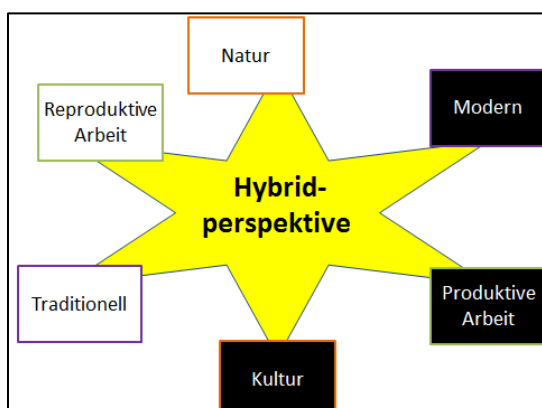 Natur
Reproduktive
Arbeit
Modern
Hybrid-
perspektive
Traditionell
Produktive
Arbeit
Kultur